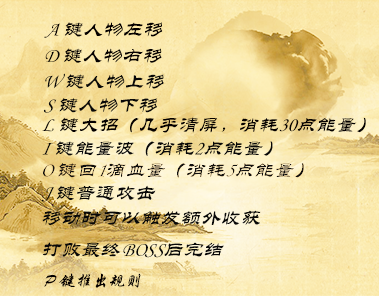 A键人物左移
D键人物右移
W键人物上移
S键人物下移
L键大招（几乎清屏，消耗30点能量）
I键能量波（消耗2点能量）
O键回1滴血量（消耗5点能量）
J键普通攻击
移动时可以触发额外收获
打败最终BOSS后完结
P键推出规则